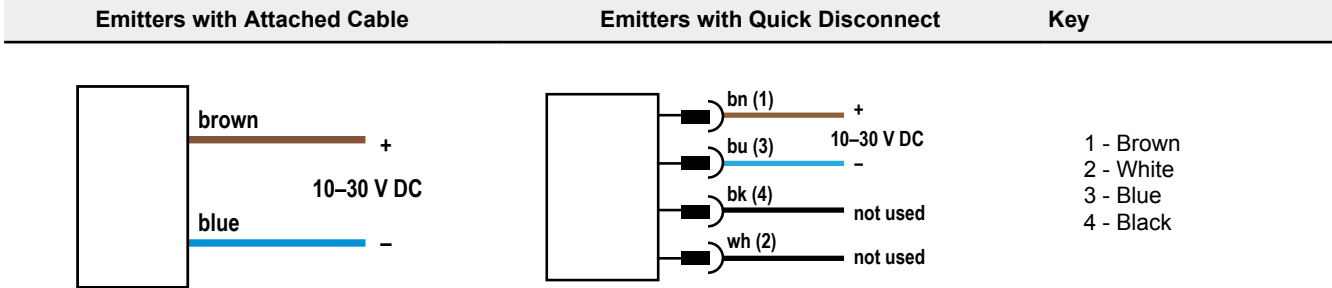 Emitters with Attached Cable
Emitters with Quick Disconnect
Key
brown
+
10–30 V DC
blue
–
bn (1)
+
10–30 V DC
bu (3)
–
bk (4)
not used
wh (2)
not used
1 - Brown
2 - White
3 - Blue
4 - Black